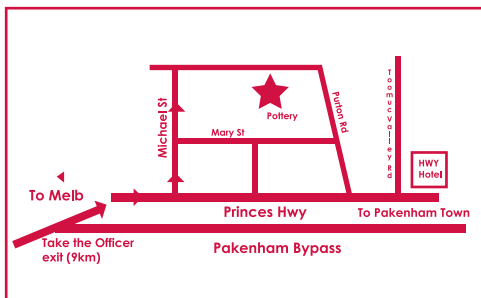 Michael St
Pottery
Purton Rd
Toomuc Valley Rd
Mary St
HWY
Hotel
To Melb
Princes Hwy
To Pakenham Town
Take the Officer
exit (9km)
Pakenham Bypass